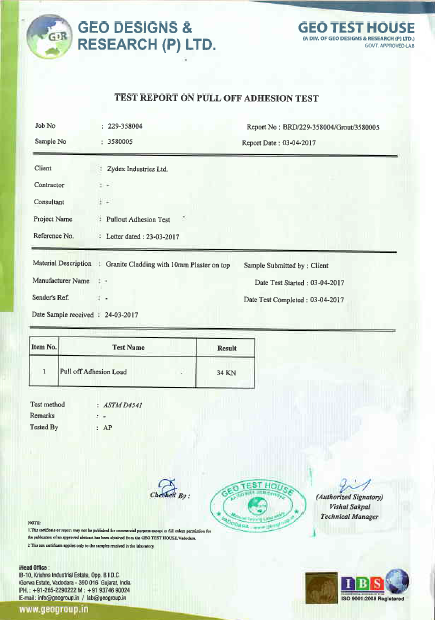 GDR
GEO DESIGNS &
RESEARCH (P) LTD.
GEO TEST HOUSE
(A DIV. OF GEO DESIGNS & RESEARCH (P) LTD.)
GOVT. APPROVED LAB
TEST REPORT ON PULL OFF ADHESION TEST
Job No : 229-358004
Report No : BRD/229-358004/Grout/3580005
Sample No : 3580005
Report Date : 03-04-2017
Client : Zydex Industries Ltd.
Contractor : -
Consultant : -
Project Name : Pullout Adhesion Test
Reference No. : Letter dated : 23-03-2017
Material Description : Granite Cladding with 10mm Plaster on top
Sample Submitted by : Client
Manufacturer Name : -
Date Test Started : 03-04-2017
Sender's Ref. : -
Date Test Completed : 03-04-2017
Date Sample received : 24-03-2017
Item No. Test Name Result
1 Pull off Adhesion Load 34 KN
Test method : ASTM D4541
Remarks : -
Tested By : AP
Checked By :
GEO TEST HOUSE
VADODARA
(Authorized Signatory)
Vishal Sakpal
Technical Manager
NOTE:
1. This certificate or report may not be published for commercial purposes except in full unless permission for
the publication of an approved abstract has been obtained from the GEO TEST HOUSE, Vadodara.
2 This test certificate applies only to the samples received in the laboratory.
Head Office :
B-10, Krishna Industrial Estate, Opp. B I D C
Gorwa Estate, Vadodara - 390 016 Gujarat, India
PH. : +91-265-2290222 M : +91 93746 90024
E-mail : info@geogroup.in / lab@geogroup.in
www.geogroup.in
IBS
ISO 9001:2008 Registered